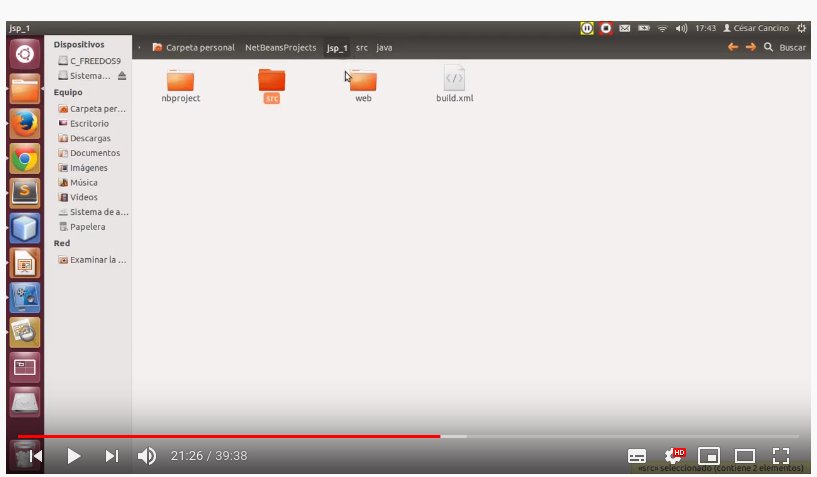 jsp_1
17:43 César Cancino
Dispositivos
C_FREEDOS9
Sistema...
Equipo
Carpeta per...
Escritorio
Descargas
Documentos
Imágenes
Música
Vídeos
Sistema de a...
Papelera
Red
Examinar la ...
Carpeta personal NetBeansProjects jsp_1 src java
Buscar
nbproject src web build.xml
21:26 / 39:38
HD
«src» seleccionado (contiene 2 elementos)